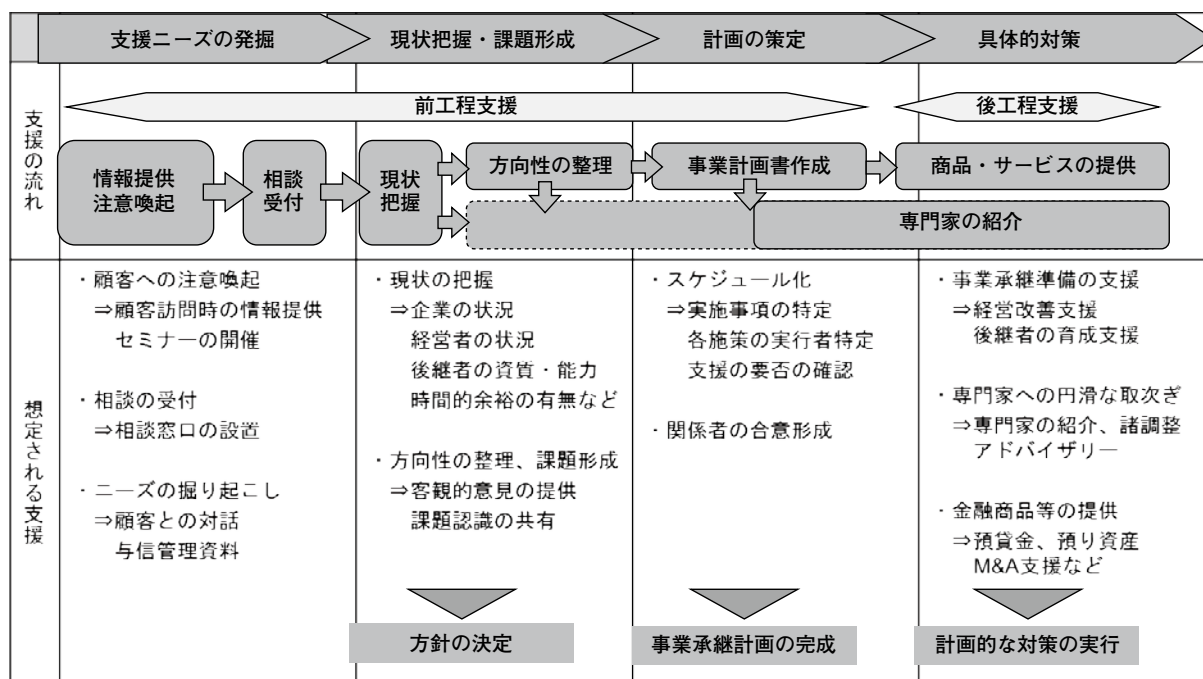 支援ニーズの発掘
現状把握・課題形成
計画の策定
具体的対策
支援の流れ
前工程支援
後工程支援
情報提供
注意喚起
相談
受付
現状
把握
方向性の整理
事業計画書作成
商品・サービスの提供
専門家の紹介
想定される支援
・顧客への注意喚起
⇒顧客訪問時の情報提供
セミナーの開催
・相談の受付
⇒相談窓口の設置
・ニーズの掘り起こし
⇒顧客との対話
与信管理資料
・現状の把握
⇒企業の状況
経営者の状況
後継者の資質・能力
時間的余裕の有無など
・方向性の整理、課題形成
⇒客観的意見の提供
課題認識の共有
方針の決定
・スケジュール化
⇒実施事項の特定
各施策の実行者特定
支援の要否の確認
・関係者の合意形成
事業承継計画の完成
・事業承継準備の支援
⇒経営改善支援
後継者の育成支援
・専門家への円滑な取次ぎ
⇒専門家の紹介、諸調整
アドバイザリー
・金融商品等の提供
⇒預貸金、預り資産
M&A支援など
計画的な対策の実行